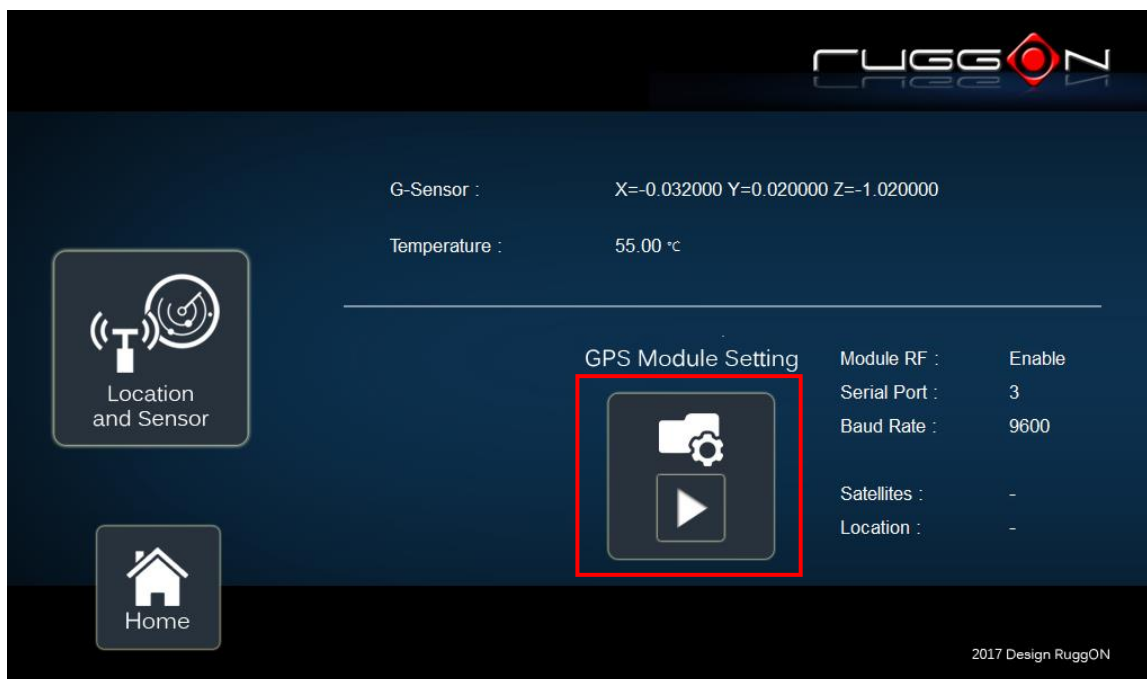 ruggON
G-Sensor : X=-0.032000 Y=0.020000 Z=-1.020000
Temperature : 55.00 ℃
Location
and Sensor
GPS Module Setting
Module RF : Enable
Serial Port : 3
Baud Rate : 9600
Satellites : -
Location : -
Home
2017 Design RuggON